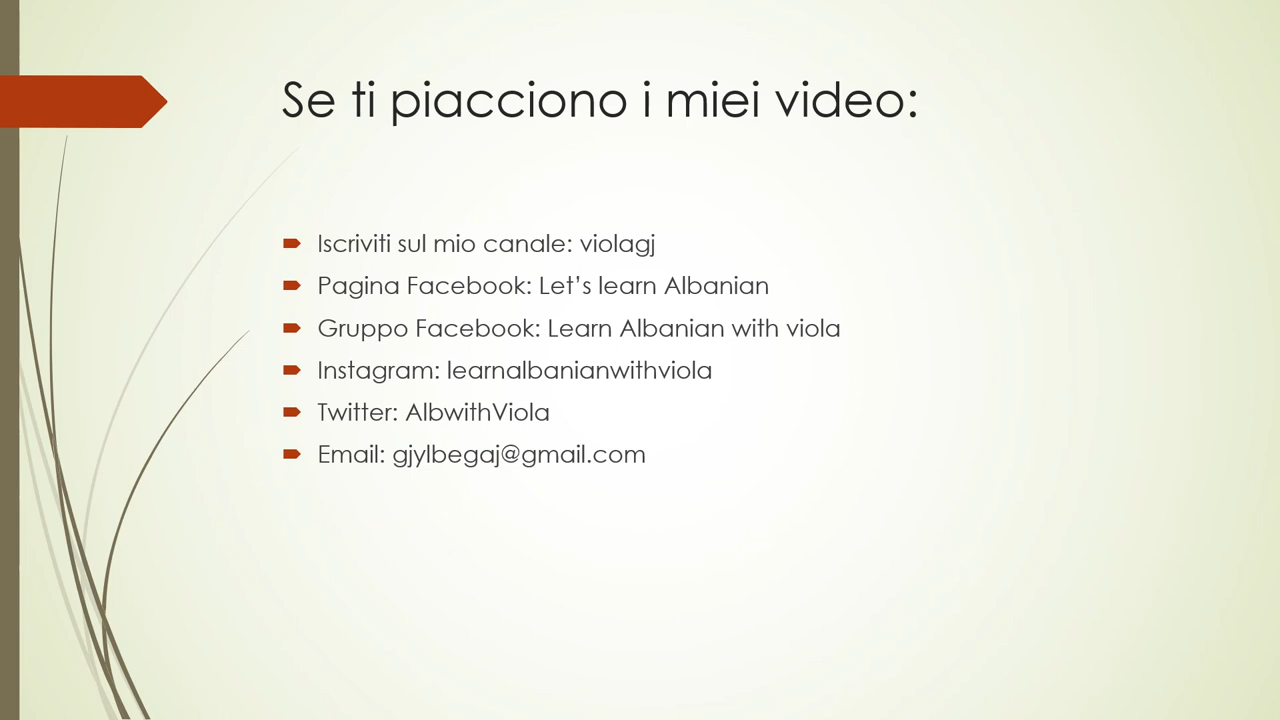 Se ti piacciono i miei video:
Iscriviti sul mio canale: violagj
Pagina Facebook: Let’s learn Albanian
Gruppo Facebook: Learn Albanian with viola
Instagram: learnalbanianwithviola
Twitter: AlbwithViola
Email: gjylbegaj@gmail.com